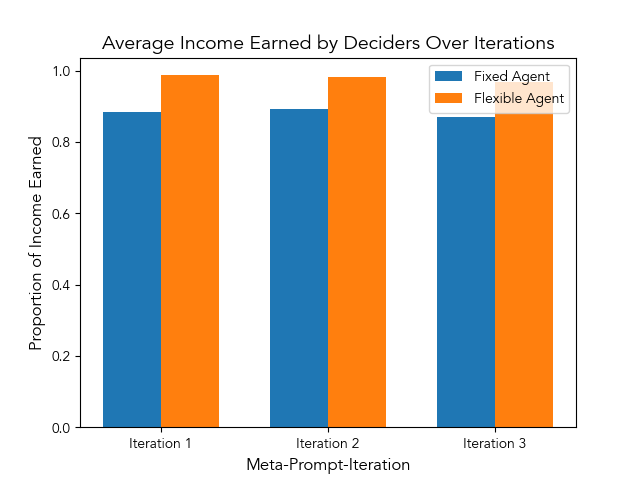 Average Income Earned by Deciders Over Iterations
Fixed Agent
Flexible Agent
Proportion of Income Earned
1.0
0.8
0.6
0.4
0.2
0.0
Iteration 1
Iteration 2
Iteration 3
Meta-Prompt-Iteration